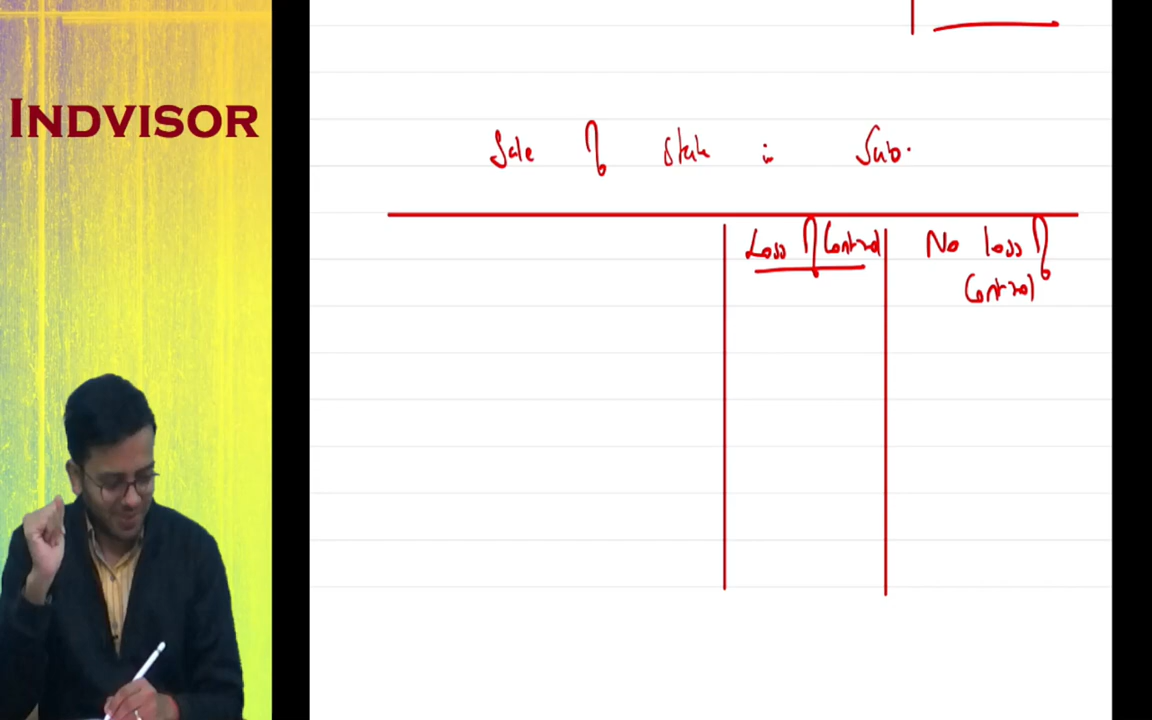 INDVISOR
Sale of Stake in Sub.
Loss of Control
No loss of
Control